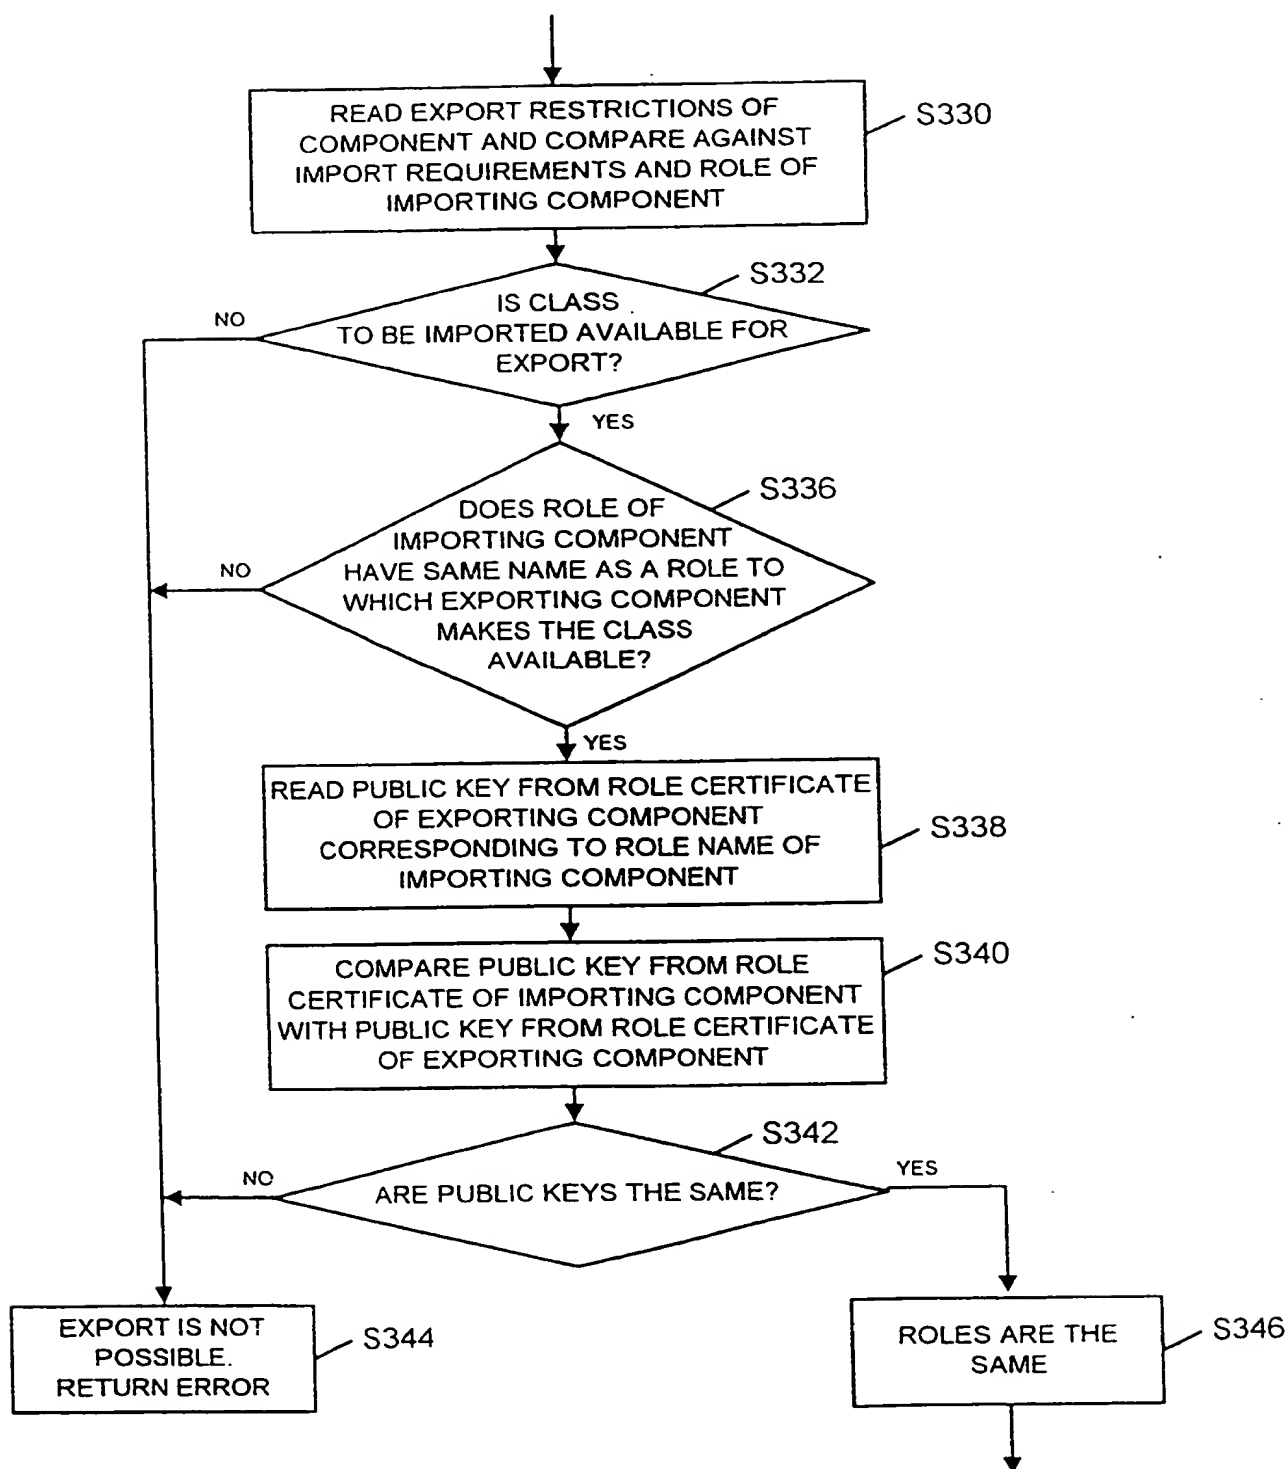 READ EXPORT RESTRICTIONS OF
COMPONENT AND COMPARE AGAINST
IMPORT REQUIREMENTS AND ROLE OF
IMPORTING COMPONENT
S330
S332
IS CLASS
TO BE IMPORTED AVAILABLE FOR
EXPORT?
NO
YES
S336
DOES ROLE OF
IMPORTING COMPONENT
HAVE SAME NAME AS A ROLE TO
WHICH EXPORTING COMPONENT
MAKES THE CLASS
AVAILABLE?
NO
YES
READ PUBLIC KEY FROM ROLE CERTIFICATE
OF EXPORTING COMPONENT
CORRESPONDING TO ROLE NAME OF
IMPORTING COMPONENT
S338
COMPARE PUBLIC KEY FROM ROLE
CERTIFICATE OF IMPORTING COMPONENT
WITH PUBLIC KEY FROM ROLE CERTIFICATE
OF EXPORTING COMPONENT
S340
S342
ARE PUBLIC KEYS THE SAME?
NO
YES
EXPORT IS NOT
POSSIBLE.
RETURN ERROR
S344
ROLES ARE THE
SAME
S346